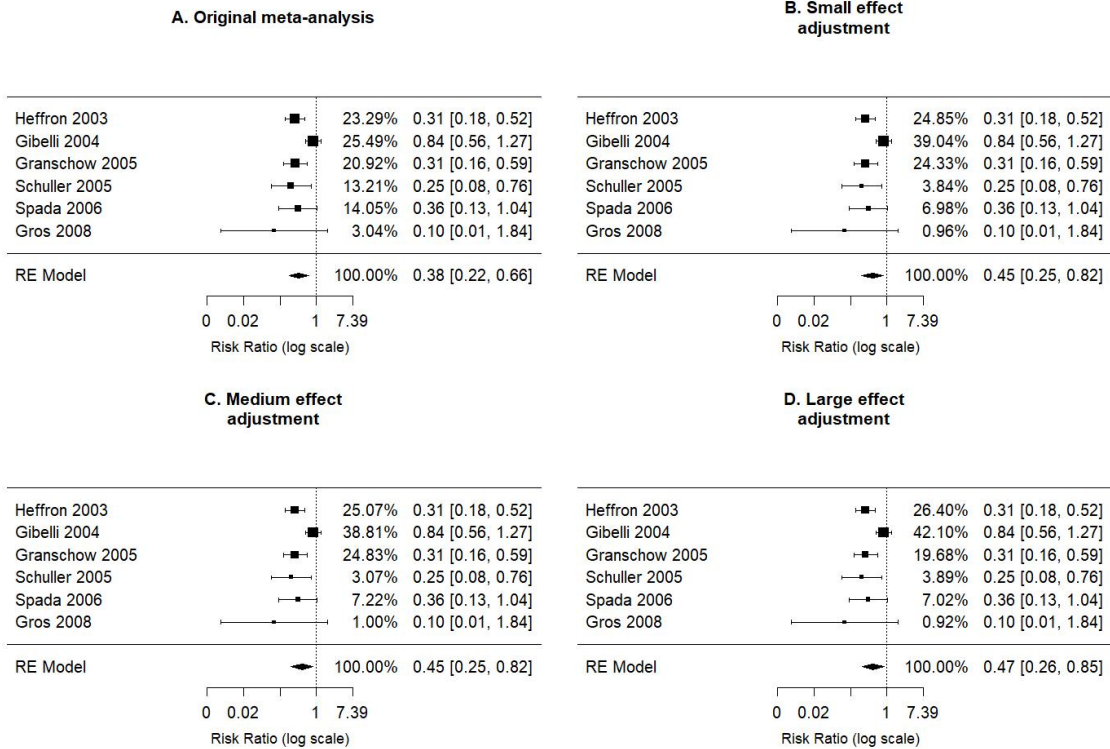 A. Original meta-analysis
Heffron 2003 23.29% 0.31 [0.18, 0.52]
Gibelli 2004 25.49% 0.84 [0.56, 1.27]
Granschow 2005 20.92% 0.31 [0.16, 0.59]
Schuller 2005 13.21% 0.25 [0.08, 0.76]
Spada 2006 14.05% 0.36 [0.13, 1.04]
Gros 2008 3.04% 0.10 [0.01, 1.84]
RE Model 100.00% 0.38 [0.22, 0.66]
0 0.02 1 7.39
Risk Ratio (log scale)
B. Small effect
adjustment
Heffron 2003 24.85% 0.31 [0.18, 0.52]
Gibelli 2004 39.04% 0.84 [0.56, 1.27]
Granschow 2005 24.33% 0.31 [0.16, 0.59]
Schuller 2005 3.84% 0.25 [0.08, 0.76]
Spada 2006 6.98% 0.36 [0.13, 1.04]
Gros 2008 0.96% 0.10 [0.01, 1.84]
RE Model 100.00% 0.45 [0.25, 0.82]
0 0.02 1 7.39
Risk Ratio (log scale)
C. Medium effect
adjustment
Heffron 2003 25.07% 0.31 [0.18, 0.52]
Gibelli 2004 38.81% 0.84 [0.56, 1.27]
Granschow 2005 24.83% 0.31 [0.16, 0.59]
Schuller 2005 3.07% 0.25 [0.08, 0.76]
Spada 2006 7.22% 0.36 [0.13, 1.04]
Gros 2008 1.00% 0.10 [0.01, 1.84]
RE Model 100.00% 0.45 [0.25, 0.82]
0 0.02 1 7.39
Risk Ratio (log scale)
D. Large effect
adjustment
Heffron 2003 26.40% 0.31 [0.18, 0.52]
Gibelli 2004 42.10% 0.84 [0.56, 1.27]
Granschow 2005 19.68% 0.31 [0.16, 0.59]
Schuller 2005 3.89% 0.25 [0.08, 0.76]
Spada 2006 7.02% 0.36 [0.13, 1.04]
Gros 2008 0.92% 0.10 [0.01, 1.84]
RE Model 100.00% 0.47 [0.26, 0.85]
0 0.02 1 7.39
Risk Ratio (log scale)